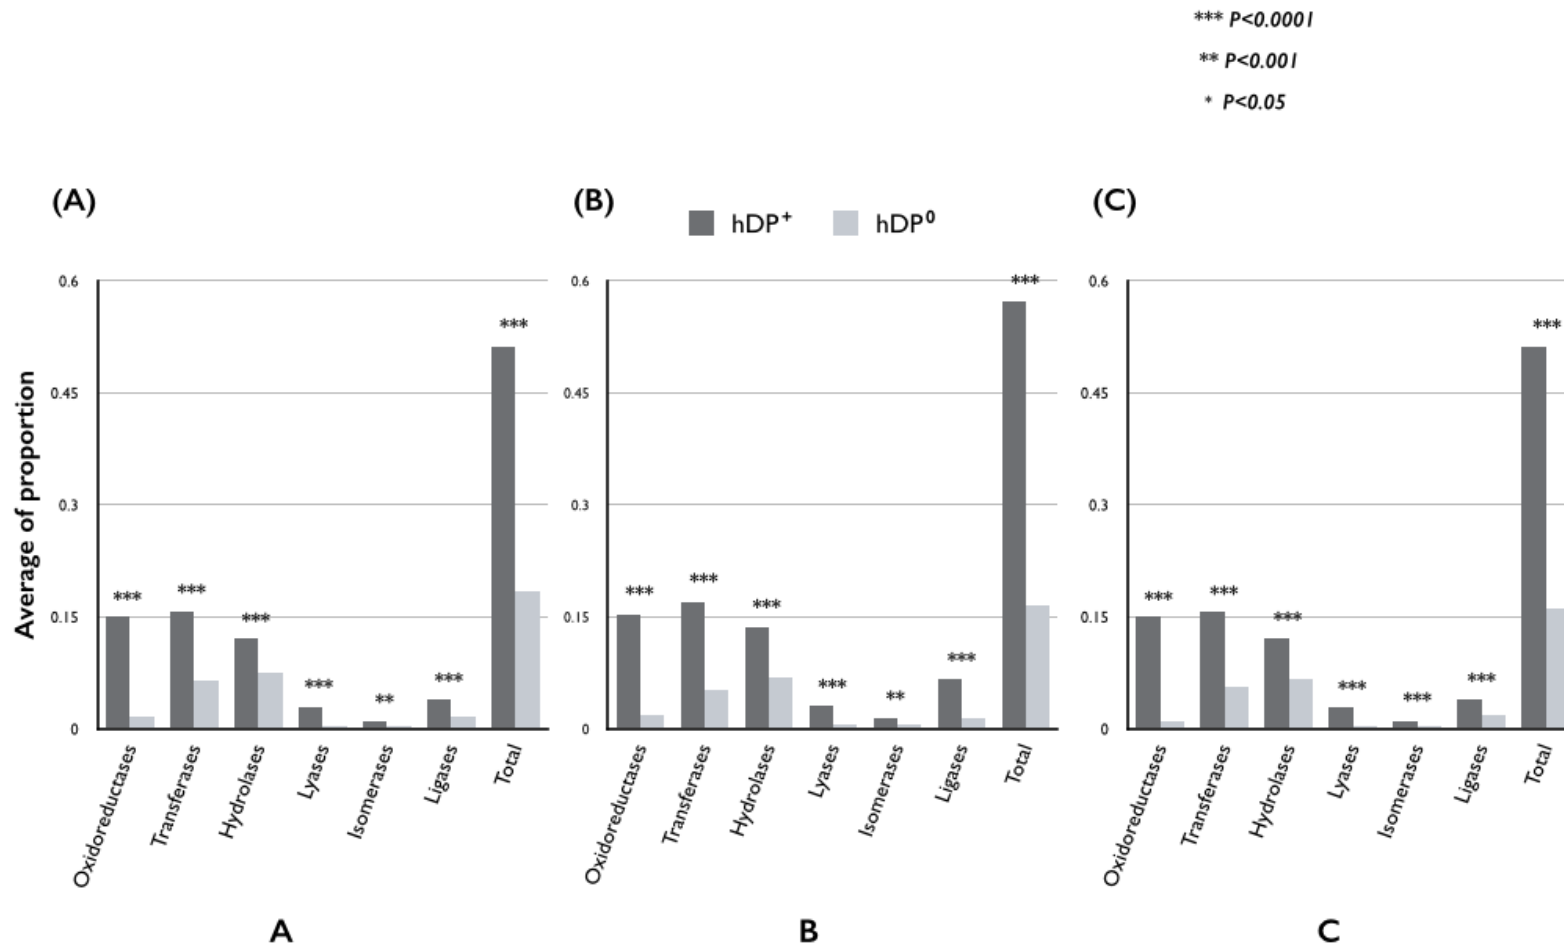 *** P<0.0001
** P<0.001
* P<0.05
(A)
(B)
(C)
hDP+
hDP0
Average of proportion
0.6
0.45
0.3
0.15
0
***
***
***
***
**
***
***
Oxidoreductases
Transferases
Hydrolases
Lyases
Isomerases
Ligases
Total
A
0.6
0.45
0.3
0.15
0
***
***
***
***
**
***
***
Oxidoreductases
Transferases
Hydrolases
Lyases
Isomerases
Ligases
Total
B
0.6
0.45
0.3
0.15
0
***
***
***
***
***
***
***
Oxidoreductases
Transferases
Hydrolases
Lyases
Isomerases
Ligases
Total
C